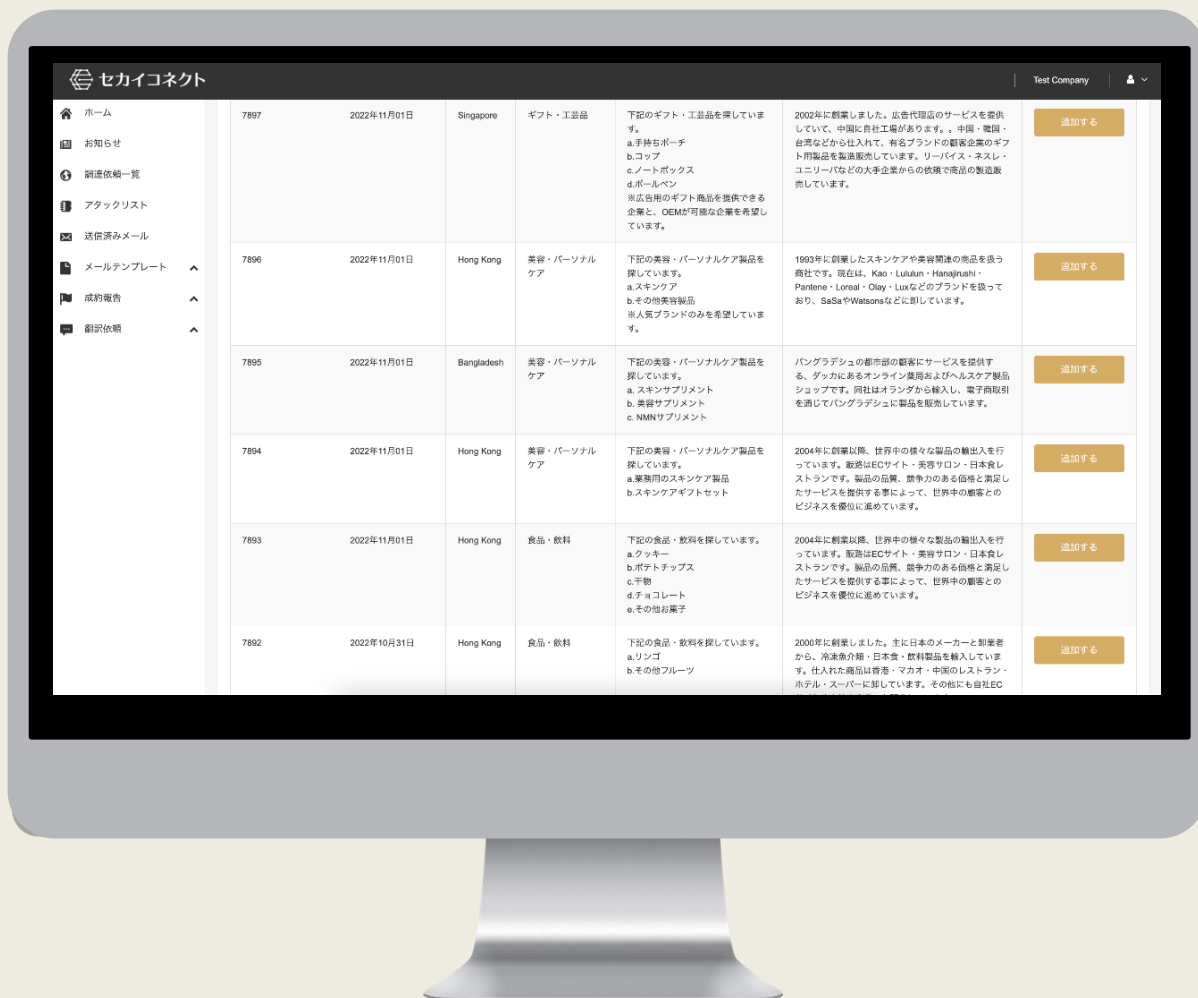 セカイコネクト
Test Company
ホーム
お知らせ
調達依頼一覧
アタックリスト
送信済みメール
メールテンプレート
成約報告
翻訳依頼
7897
2022年11月01日
Singapore
ギフト・工芸品
下記のギフト・工芸品を探していま
す。
a.手持ちポーチ
b.コップ
c.ノートボックス
d.ボールペン
※広告用のギフト商品を提供できる
企業と、OEMが可能な企業を希望し
ています。
2002年に創業しました。広告代理店のサービスを提供
していて、中国に自社工場があります。。中国・韓国・
台湾などから仕入れて、有名ブランドの顧客企業のギフ
ト用製品を製造販売しています。リーバイス・ネスレ・
ユニリーバなどの大手企業からの依頼で商品の製造販
売しています。
追加する
7896
2022年11月01日
Hong Kong
美容・パーソナル
ケア
下記の美容・パーソナルケア製品を
探しています。
a.スキンケア
b.その他美容製品
※人気ブランドのみを希望していま
す。
1993年に創業したスキンケアや美容関連の商品を扱う
商社です。現在は、Kao・Lululun・Hanajirushi・
Pantene・Loreal・Olay・Luxなどのブランドを扱って
おり、SaSaやWatsonsなどに卸しています。
追加する
7895
2022年11月01日
Bangladesh
美容・パーソナル
ケア
下記の美容・パーソナルケア製品を
探しています。
a. スキンサプリメント
b. 美容サプリメント
c. NMNサプリメント
バングラデシュの都市部の顧客にサービスを提供す
る、ダッカにあるオンライン薬局およびヘルスケア製品
ショップです。同社はオランダから輸入し、電子商取引
を通じてバングラデシュに製品を販売しています。
追加する
7894
2022年11月01日
Hong Kong
美容・パーソナル
ケア
下記の美容・パーソナルケア製品を
探しています。
a.業務用のスキンケア製品
b.スキンケアギフトセット
2004年に創業以降、世界中の様々な製品の輸出入を行
っています。販路はECサイト・美容サロン・日本食レ
ストランです。製品の品質、競争力のある価格と満足し
たサービスを提供する事によって、世界中の顧客との
ビジネスを優位に進めています。
追加する
7893
2022年11月01日
Hong Kong
食品・飲料
下記の食品・飲料を探しています。
a.クッキー
b.ポテトチップス
c.干物
d.チョコレート
e.その他お菓子
2004年に創業以降、世界中の様々な製品の輸出入を行
っています。販路はECサイト・美容サロン・日本食レ
ストランです。製品の品質、競争力のある価格と満足し
たサービスを提供する事によって、世界中の顧客との
ビジネスを優位に進めています。
追加する
7892
2022年10月31日
Hong Kong
食品・飲料
下記の食品・飲料を探しています。
a.リンゴ
b.その他フルーツ
2000年に創業しました。主に日本のメーカーと卸業者
から、冷凍魚介類・日本食・飲料製品を輸入していま
す。仕入れた商品は香港・マカオ・中国のレストラン・
ホテル・スーパーに卸しています。その他にも自社EC
追加する